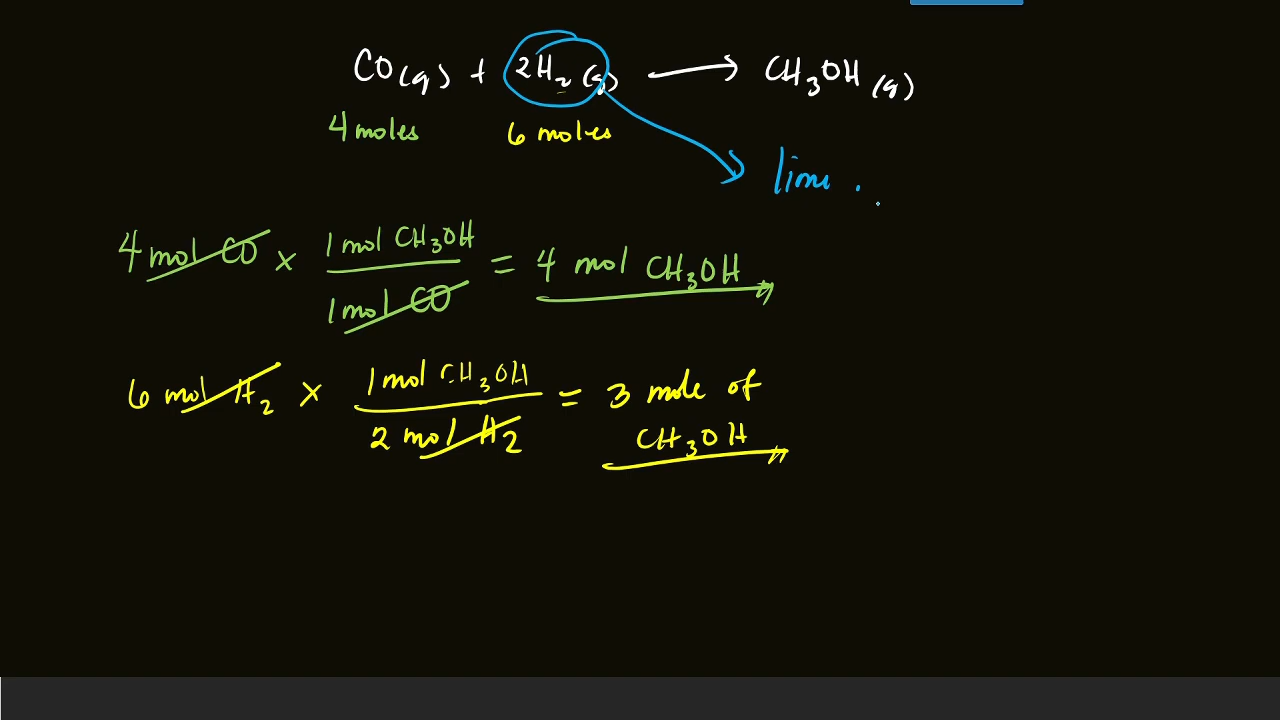 CO(g) + 2H₂(g) → CH₃OH(g)
4 moles 6 moles
4 mol CO × 1 mol CH₃OH / 1 mol CO = 4 mol CH₃OH
6 mol H₂ × 1 mol CH₃OH / 2 mol H₂ = 3 mole of
CH₃OH